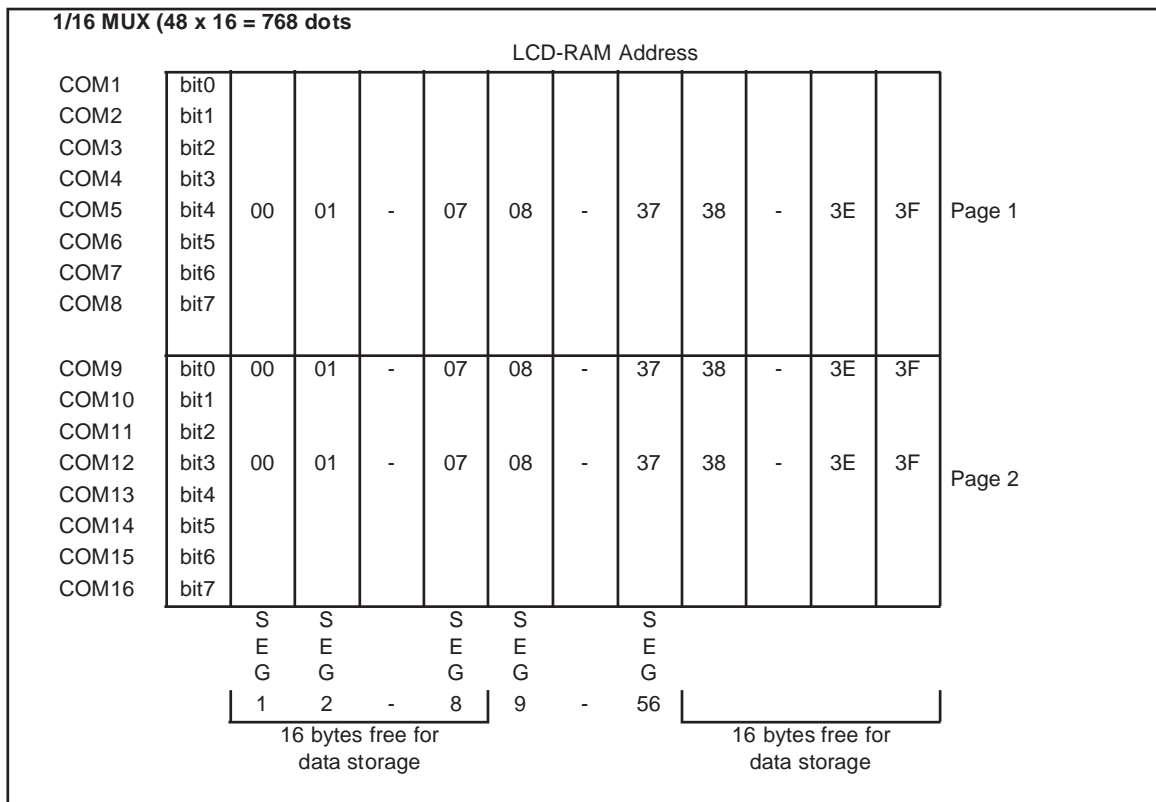 1/16 MUX (48 x 16 = 768 dots
LCD-RAM Address
COM1 bit0
COM2 bit1
COM3 bit2
COM4 bit3
COM5 bit4 00 01 - 07 08 - 37 38 - 3E 3F Page 1
COM6 bit5
COM7 bit6
COM8 bit7
COM9 bit0 00 01 - 07 08 - 37 38 - 3E 3F
COM10 bit1
COM11 bit2
COM12 bit3 00 01 - 07 08 - 37 38 - 3E 3F
Page 2
COM13 bit4
COM14 bit5
COM15 bit6
COM16 bit7
S S S S S
E E E E E
G G G G G
1 2 - 8 9 - 56
16 bytes free for 16 bytes free for
data storage data storage